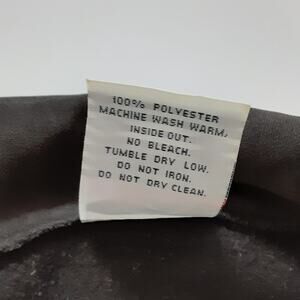 100% POLYESTER
MACHINE WASH WARM,
INSIDE OUT.
NO BLEACH.
TUMBLE DRY LOW.
DO NOT IRON.
DO NOT DRY CLEAN.